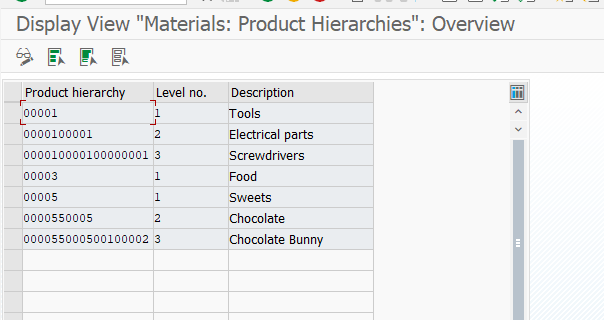 Display View "Materials: Product Hierarchies": Overview
Product hierarchy Level no. Description
00001 1 Tools
0000100001 2 Electrical parts
000010000100000001 3 Screwdrivers
00003 1 Food
00005 1 Sweets
0000550005 2 Chocolate
000055000500100002 3 Chocolate Bunny